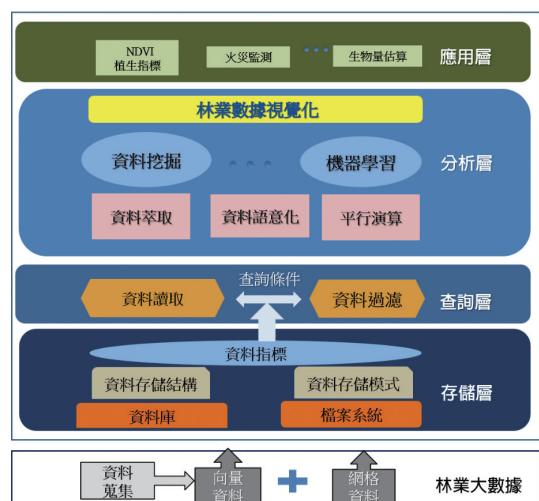 NDVI
植生指標
火災監測
生物量估算
應用層
林業數據視覺化
資料挖掘
機器學習
分析層
資料萃取
資料語意化
平行演算
查詢條件
資料讀取
資料過濾
查詢層
資料指標
資料存儲結構
資料存儲模式
存儲層
資料庫
檔案系統
資料
蒐集
向量
資料
網格
資料
林業大數據